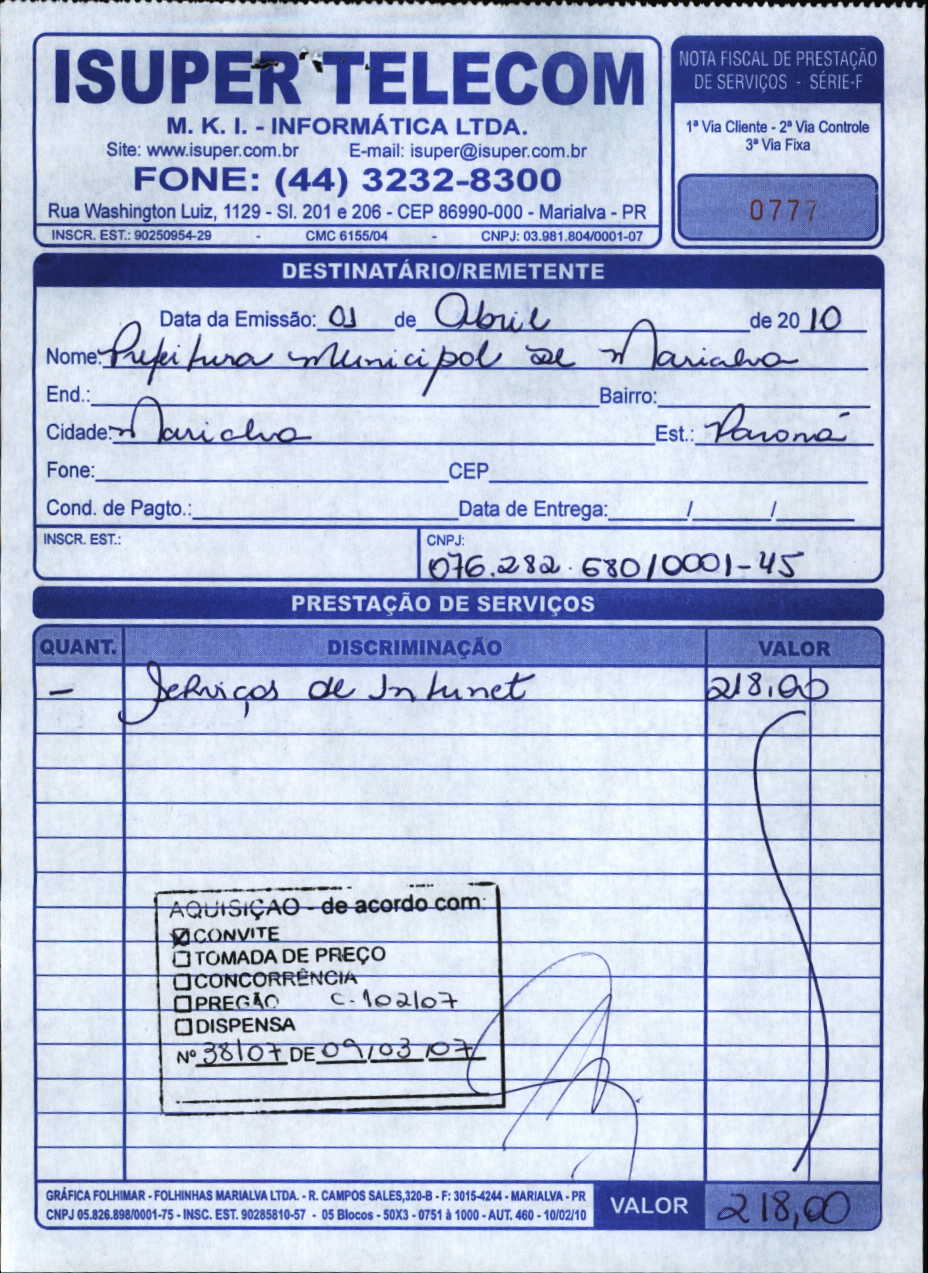 ISUPER TELECOM
M. K. I. - INFORMÁTICA LTDA.
Site: www.isuper.com.br E-mail: isuper@isuper.com.br
FONE: (44) 3232-8300
Rua Washington Luiz, 1129 - Sl. 201 e 206 - CEP 86990-000 - Marialva - PR
INSCR. EST.: 90250954-29 - CMC 6155/04 - CNPJ: 03.981.804/0001-07
NOTA FISCAL DE PRESTAÇÃO
DE SERVIÇOS - SÉRIE-F
1ª Via Cliente - 2ª Via Controle
3ª Via Fixa
0777
DESTINATÁRIO/REMETENTE
Data da Emissão: 01 de Abril de 2010
Nome: Prefeitura Municipal de Marialva
End.: Bairro:
Cidade: Marialva Est.: Paraná
Fone: CEP
Cond. de Pagto.: Data de Entrega: / /
INSCR. EST.: CNPJ:
076.282.680/0001-45
PRESTAÇÃO DE SERVIÇOS
QUANT. DISCRIMINAÇÃO VALOR
- Serviços de Internet 218,00
AQUISIÇÃO - de acordo com:
CONVITE
TOMADA DE PREÇO
CONCORRÊNCIA
PREGÃO C. 102/07
DISPENSA
Nº 38/07 DE 09/03/07
GRÁFICA FOLHIMAR - FOLHINHAS MARIALVA LTDA. - R. CAMPOS SALES,320-B - F: 3015-4244 - MARIALVA - PR
CNPJ 05.826.898/0001-75 - INSC. EST. 90285810-57 - 05 Blocos - 50X3 - 0751 à 1000 - AUT. 460 - 10/02/10
VALOR 218,00